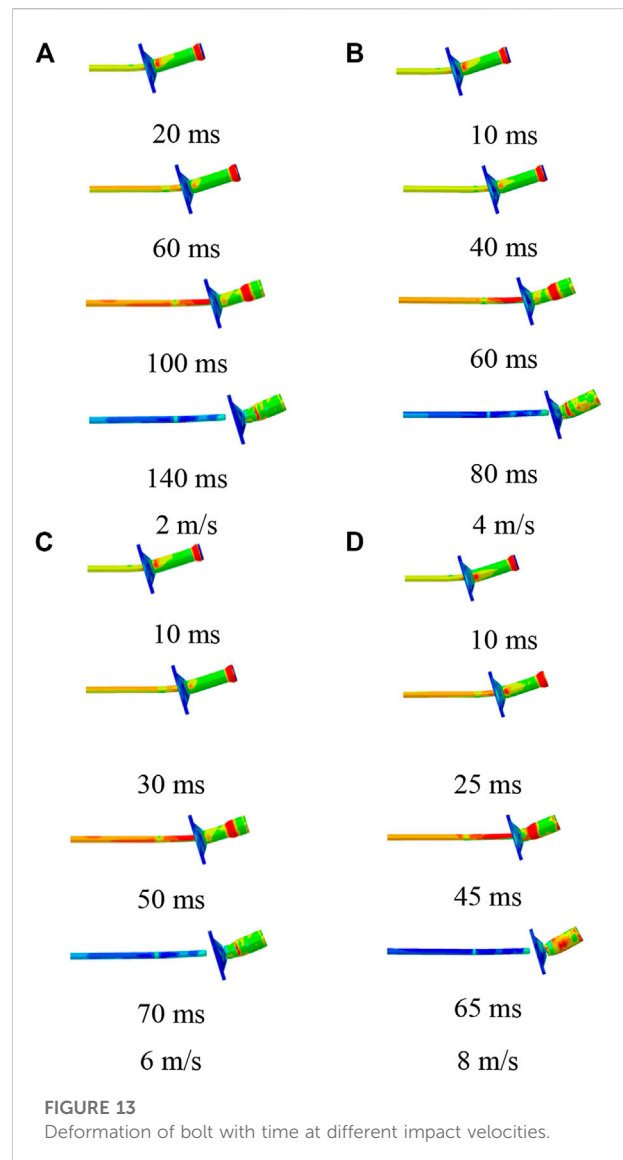 A
20 ms
60 ms
100 ms
140 ms
2 m/s
B
10 ms
40 ms
60 ms
80 ms
4 m/s
C
10 ms
30 ms
50 ms
70 ms
6 m/s
D
10 ms
25 ms
45 ms
65 ms
8 m/s
FIGURE 13
Deformation of bolt with time at different impact velocities.